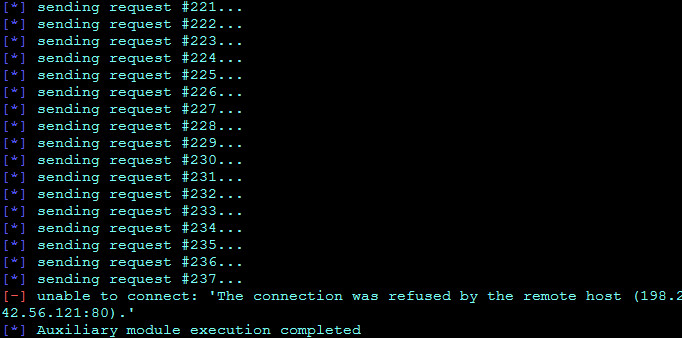 [*] sending request #221...
[*] sending request #222...
[*] sending request #223...
[*] sending request #224...
[*] sending request #225...
[*] sending request #226...
[*] sending request #227...
[*] sending request #228...
[*] sending request #229...
[*] sending request #230...
[*] sending request #231...
[*] sending request #232...
[*] sending request #233...
[*] sending request #234...
[*] sending request #235...
[*] sending request #236...
[*] sending request #237...
[-] unable to connect: 'The connection was refused by the remote host (198.2
42.56.121:80).'
[*] Auxiliary module execution completed